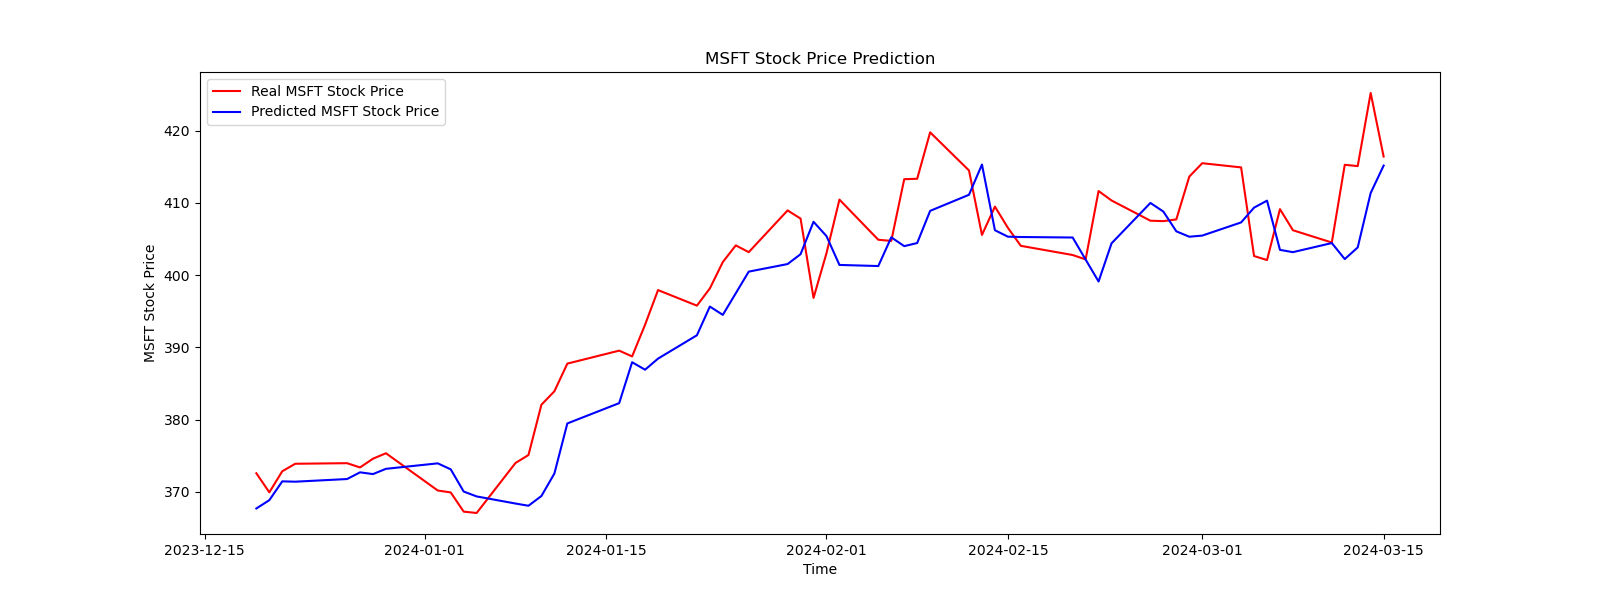 MSFT Stock Price Prediction
Real MSFT Stock Price
Predicted MSFT Stock Price
MSFT Stock Price
420
410
400
390
380
370
2023-12-15
2024-01-01
2024-01-15
2024-02-01
2024-02-15
2024-03-01
2024-03-15
Time